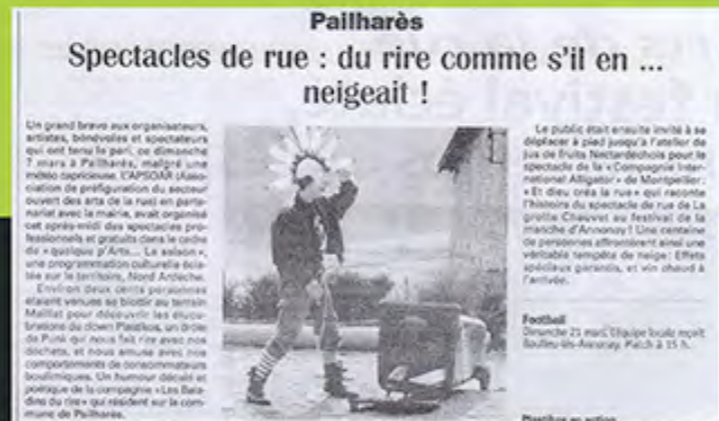 Pailharès
Spectacles de rue : du rire comme s'il en ...
neigeait !
Un grand bravo aux organisateurs,
artistes, bénévoles et spectateurs
qui ont tenu le pari, ce dimanche
7 mars à Pailharès, malgré une
météo capricieuse. L'APSOAR (Asso-
ciation de préfiguration du secteur
ouvert des arts de la rue) en parte-
nariat avec la mairie, avait organisé
cet après-midi des spectacles pro-
fessionnels et gratuits dans le cadre
de « quelque p'Arts... La saison »,
une programmation culturelle écla-
tée sur le territoire, Nord Ardèche.
Environ deux cents personnes
étaient venues se blottir au terrain
Maillat pour découvrir les élucu-
brations du clown Plastikos, un drôle
de Punk qui nous fait rire avec nos
déchets, et nous amuse avec nos
comportements de consommateurs
boulimiques. Un humour décalé et
poétique de la compagnie « Les Bala-
dins du rire » qui résident sur la com-
mune de Pailharès.
Le public était ensuite invité à se
déplacer à pied jusqu'à l'atelier de
jus de fruits Nectardéchois pour le
spectacle de la « Compagnie Inter-
national Alligator » de Montpellier :
« Et dieu créa la rue » qui raconte
l'histoire du spectacle de rue de La
grotte Chauvet au festival de la
manche d'Annonay ! Une centaine
de personnes affrontèrent ainsi une
véritable tempête de neige : Effets
spéciaux garantis, et vin chaud à
l'arrivée.
Football
Dimanche 21 mars, l'équipe locale reçoit
Boulieu-lès-Annonay. Match à 15 h.
Plastikos en action